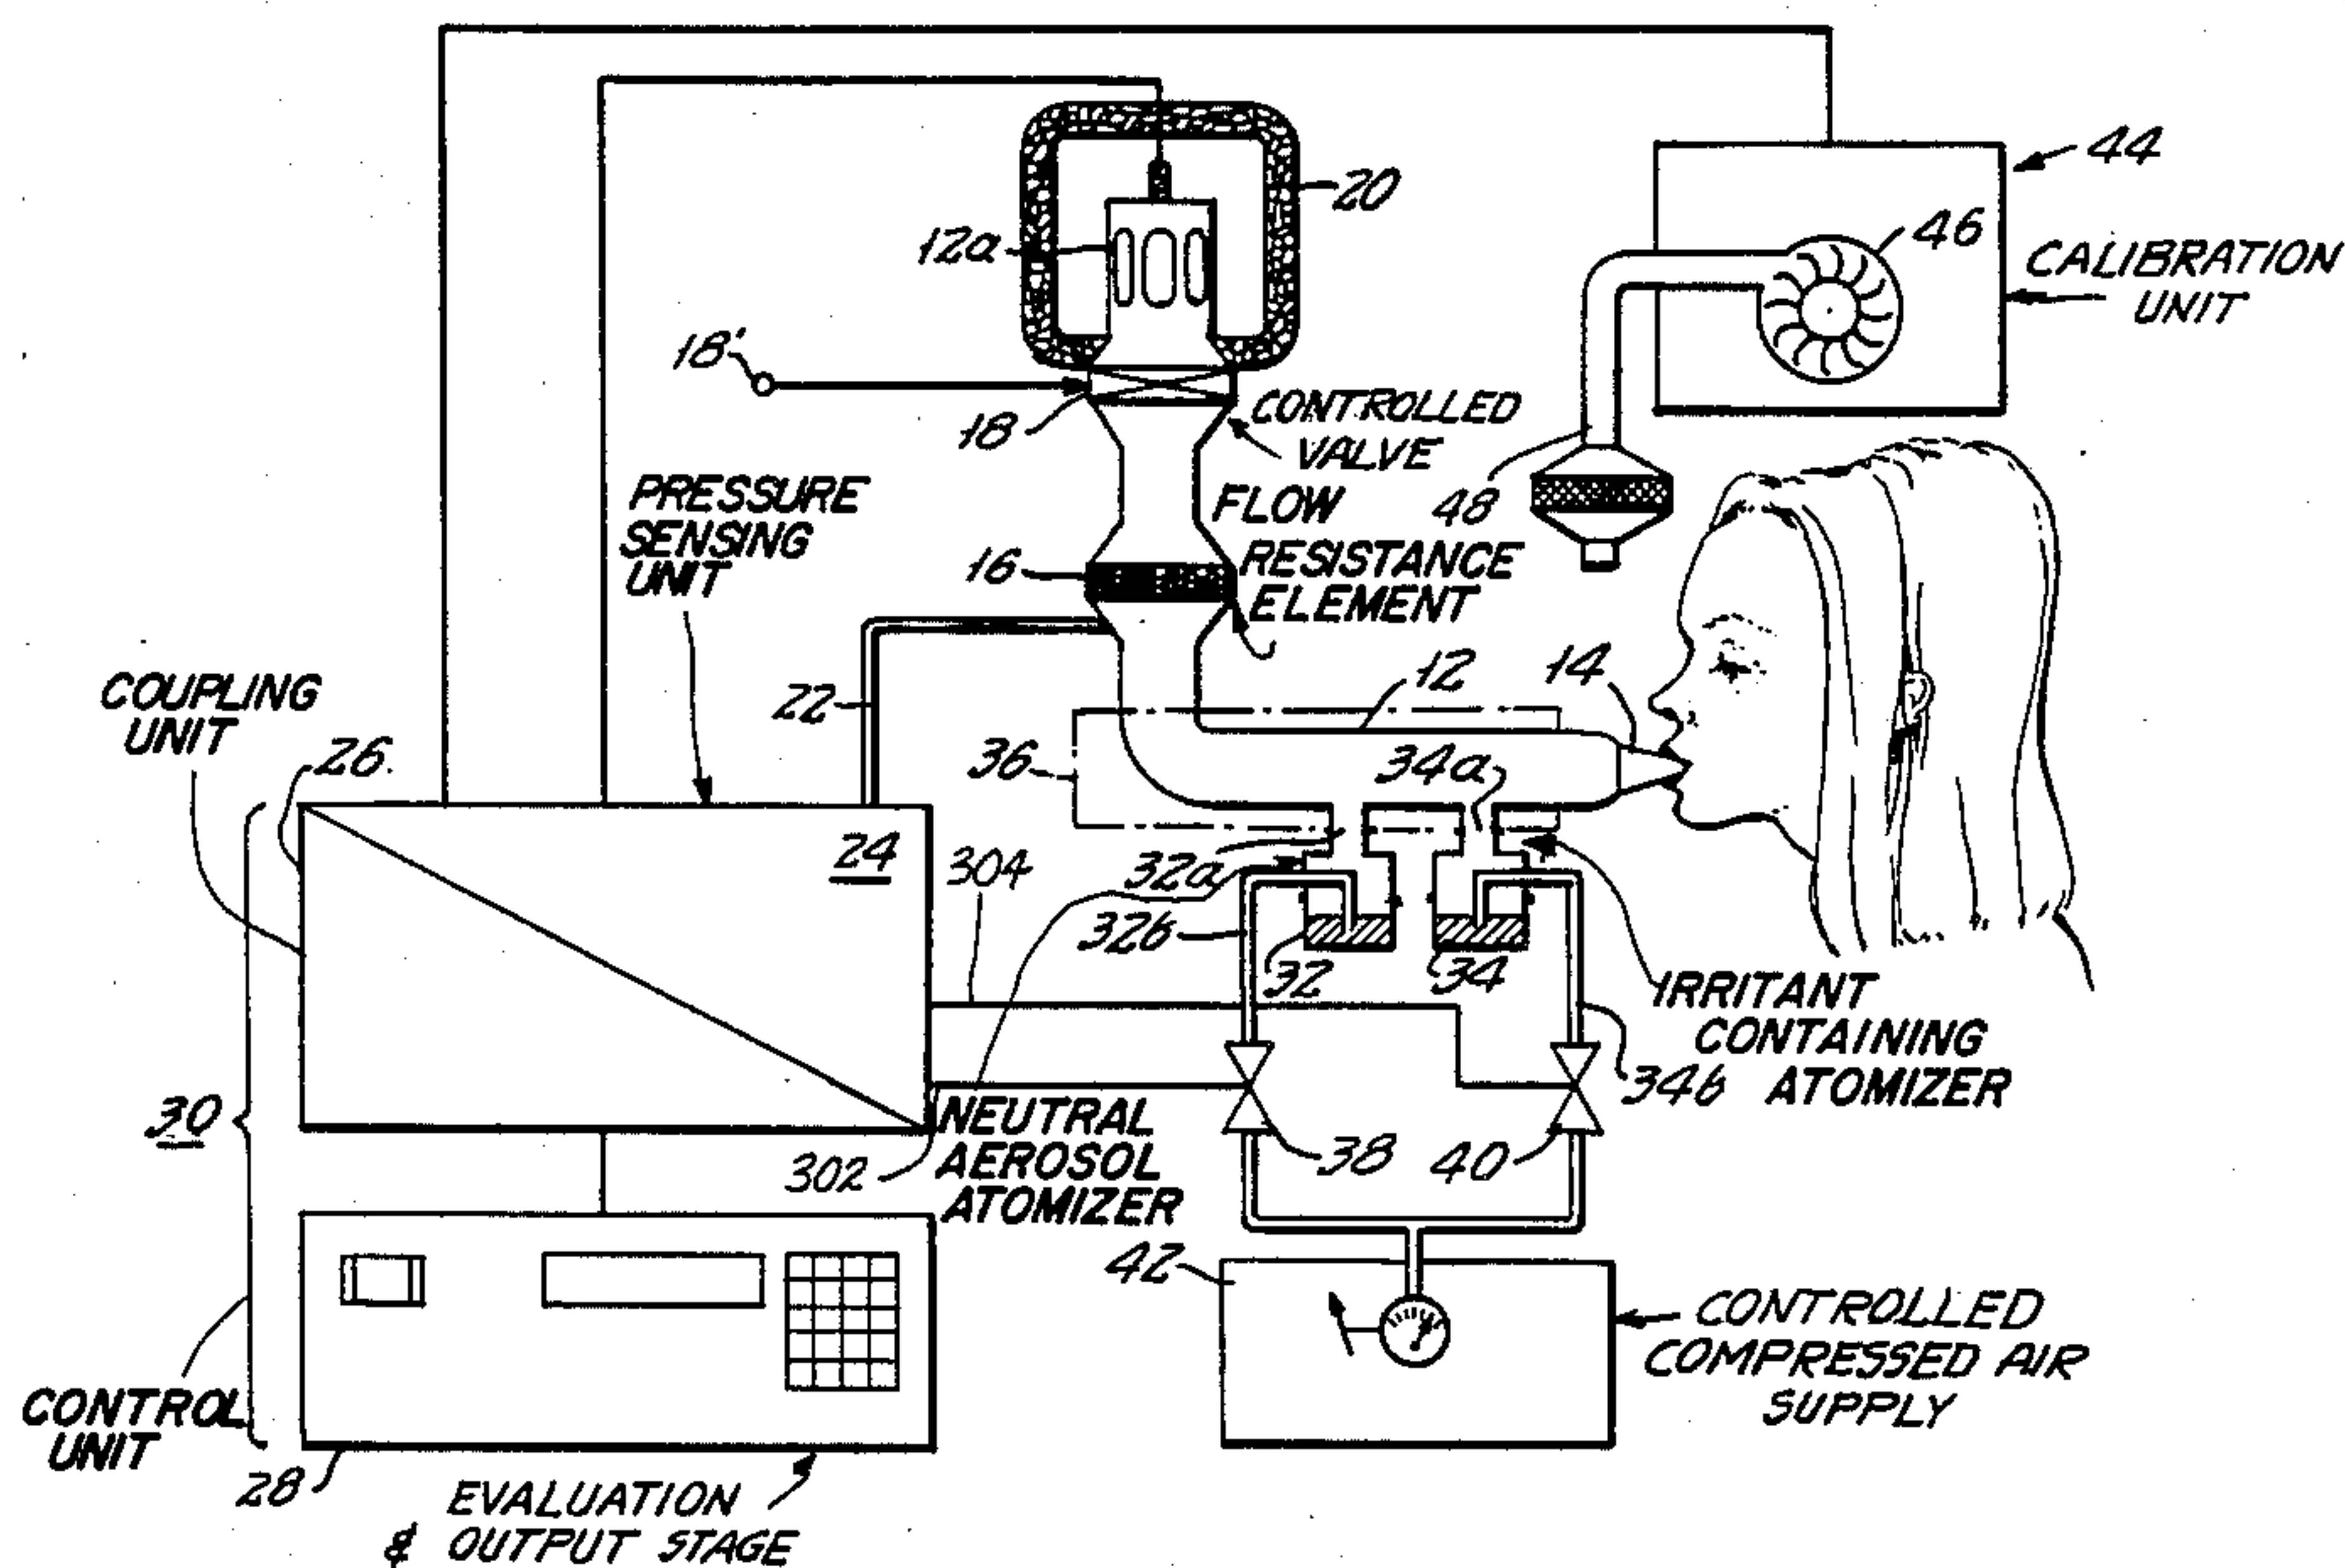 44
20
46
12a
CALIBRATION
UNIT
18'
18
CONTROLLED
VALVE
48
PRESSURE
SENSING
UNIT
FLOW
RESISTANCE
ELEMENT
16
12
14
22
COUPLING
UNIT
26
36
34a
24
304
32a
32b
32
34
IRRITANT
CONTAINING
ATOMIZER
34b
30
NEUTRAL
AEROSOL
ATOMIZER
302
38
40
42
CONTROLLED
COMPRESSED AIR
SUPPLY
CONTROL
UNIT
28
EVALUATION
& OUTPUT STAGE